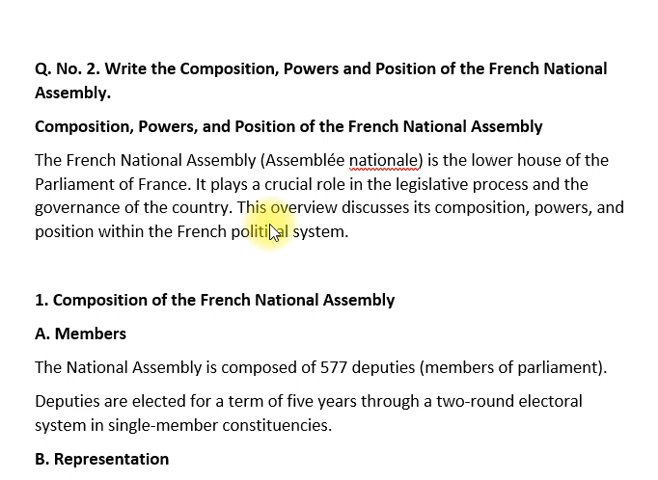 Q. No. 2. Write the Composition, Powers and Position of the French National
Assembly.
Composition, Powers, and Position of the French National Assembly
The French National Assembly (Assemblée nationale) is the lower house of the
Parliament of France. It plays a crucial role in the legislative process and the
governance of the country. This overview discusses its composition, powers, and
position within the French political system.
1. Composition of the French National Assembly
A. Members
The National Assembly is composed of 577 deputies (members of parliament).
Deputies are elected for a term of five years through a two-round electoral
system in single-member constituencies.
B. Representation